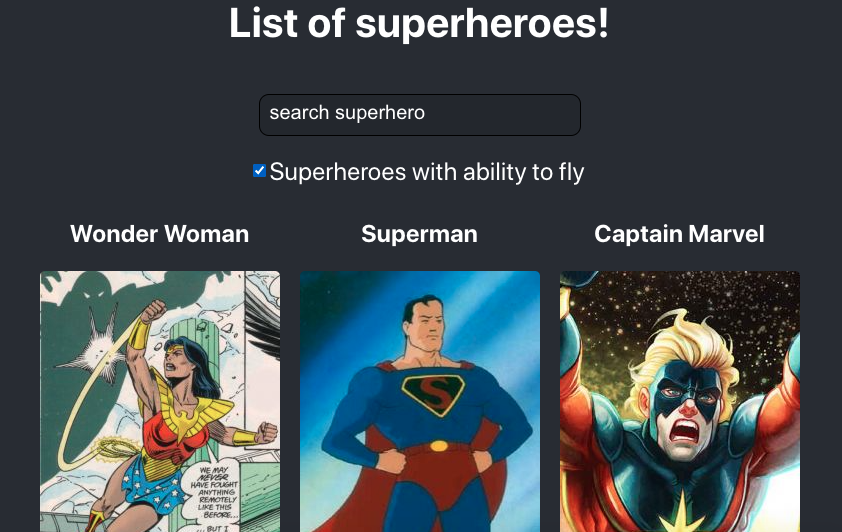 List of superheroes!
search superhero
Superheroes with ability to fly
Wonder Woman
Superman
Captain Marvel
S
WE MAY
NEVER
HAVE FOUGHT
ANYTHING
REMOTELY
LIKE THIS
BEFORE...
...BUT I